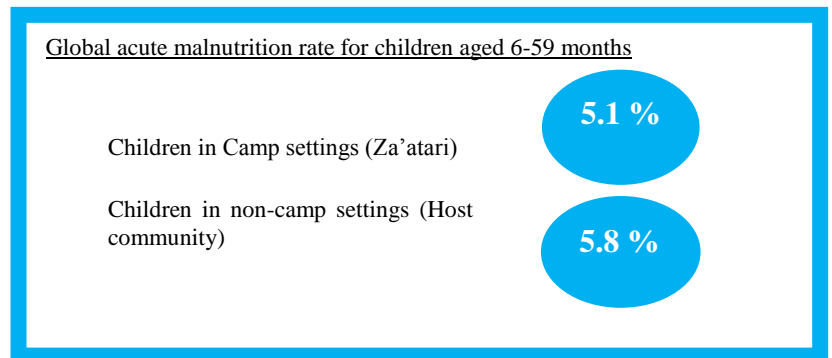 Global acute malnutrition rate for children aged 6-59 months
5.1 %
Children in Camp settings (Za’atari)
Children in non-camp settings (Host
community)
5.8 %